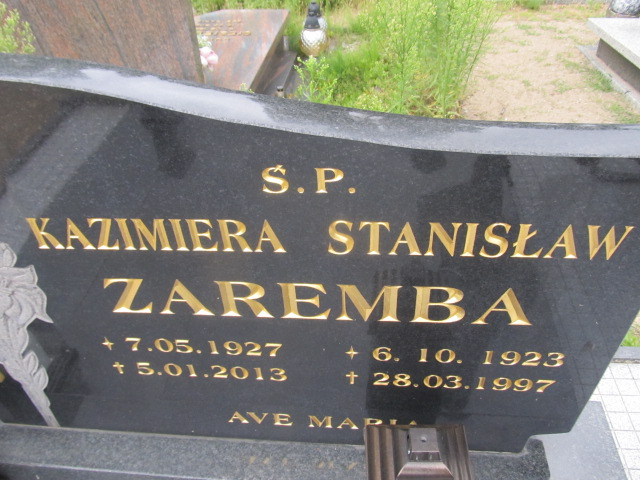 Ś.P.
KAZIMIERA STANISŁAW
ZAREMBA
+ 7.05.1927 + 6. 10. 1923
† 5.01.2013 † 28.03.1997
AVE MARIA